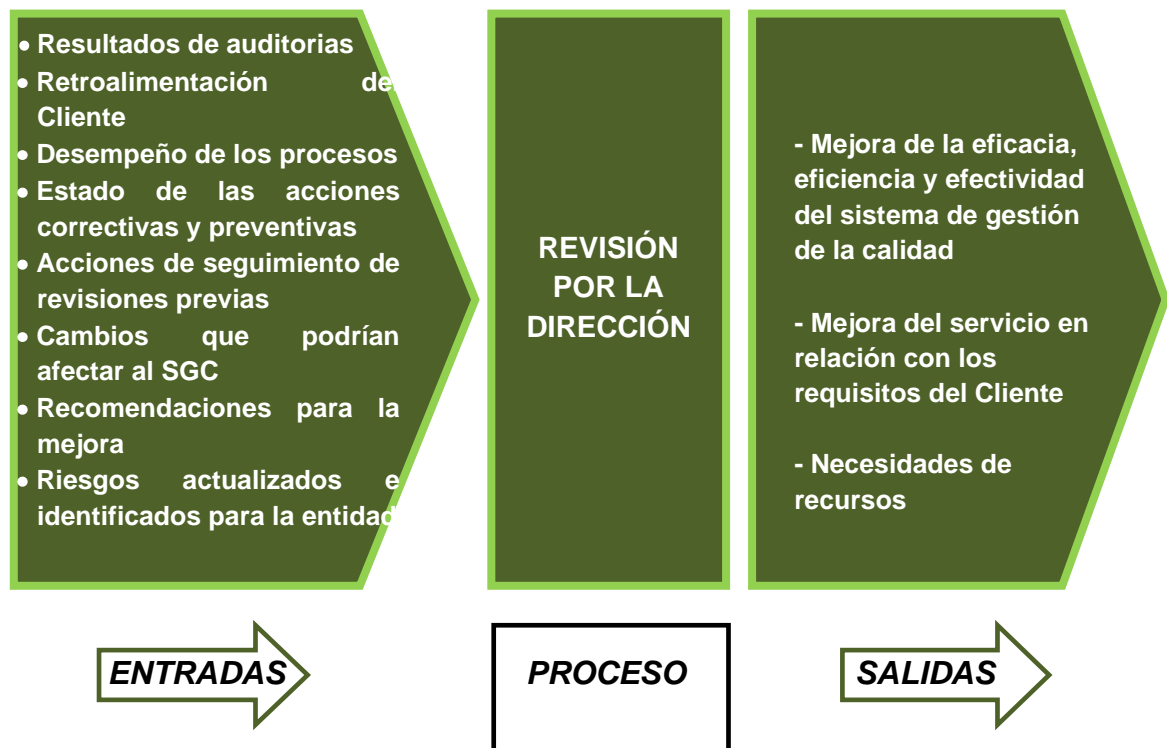 • Resultados de auditorias
• Retroalimentación del
Cliente
• Desempeño de los procesos
• Estado de las acciones
correctivas y preventivas
• Acciones de seguimiento de
revisiones previas
• Cambios que podrían
afectar al SGC
• Recomendaciones para la
mejora
• Riesgos actualizados e
identificados para la entidad
REVISIÓN
POR LA
DIRECCIÓN
- Mejora de la eficacia,
eficiencia y efectividad
del sistema de gestión
de la calidad
- Mejora del servicio en
relación con los
requisitos del Cliente
- Necesidades de
recursos
ENTRADAS
PROCESO
SALIDAS